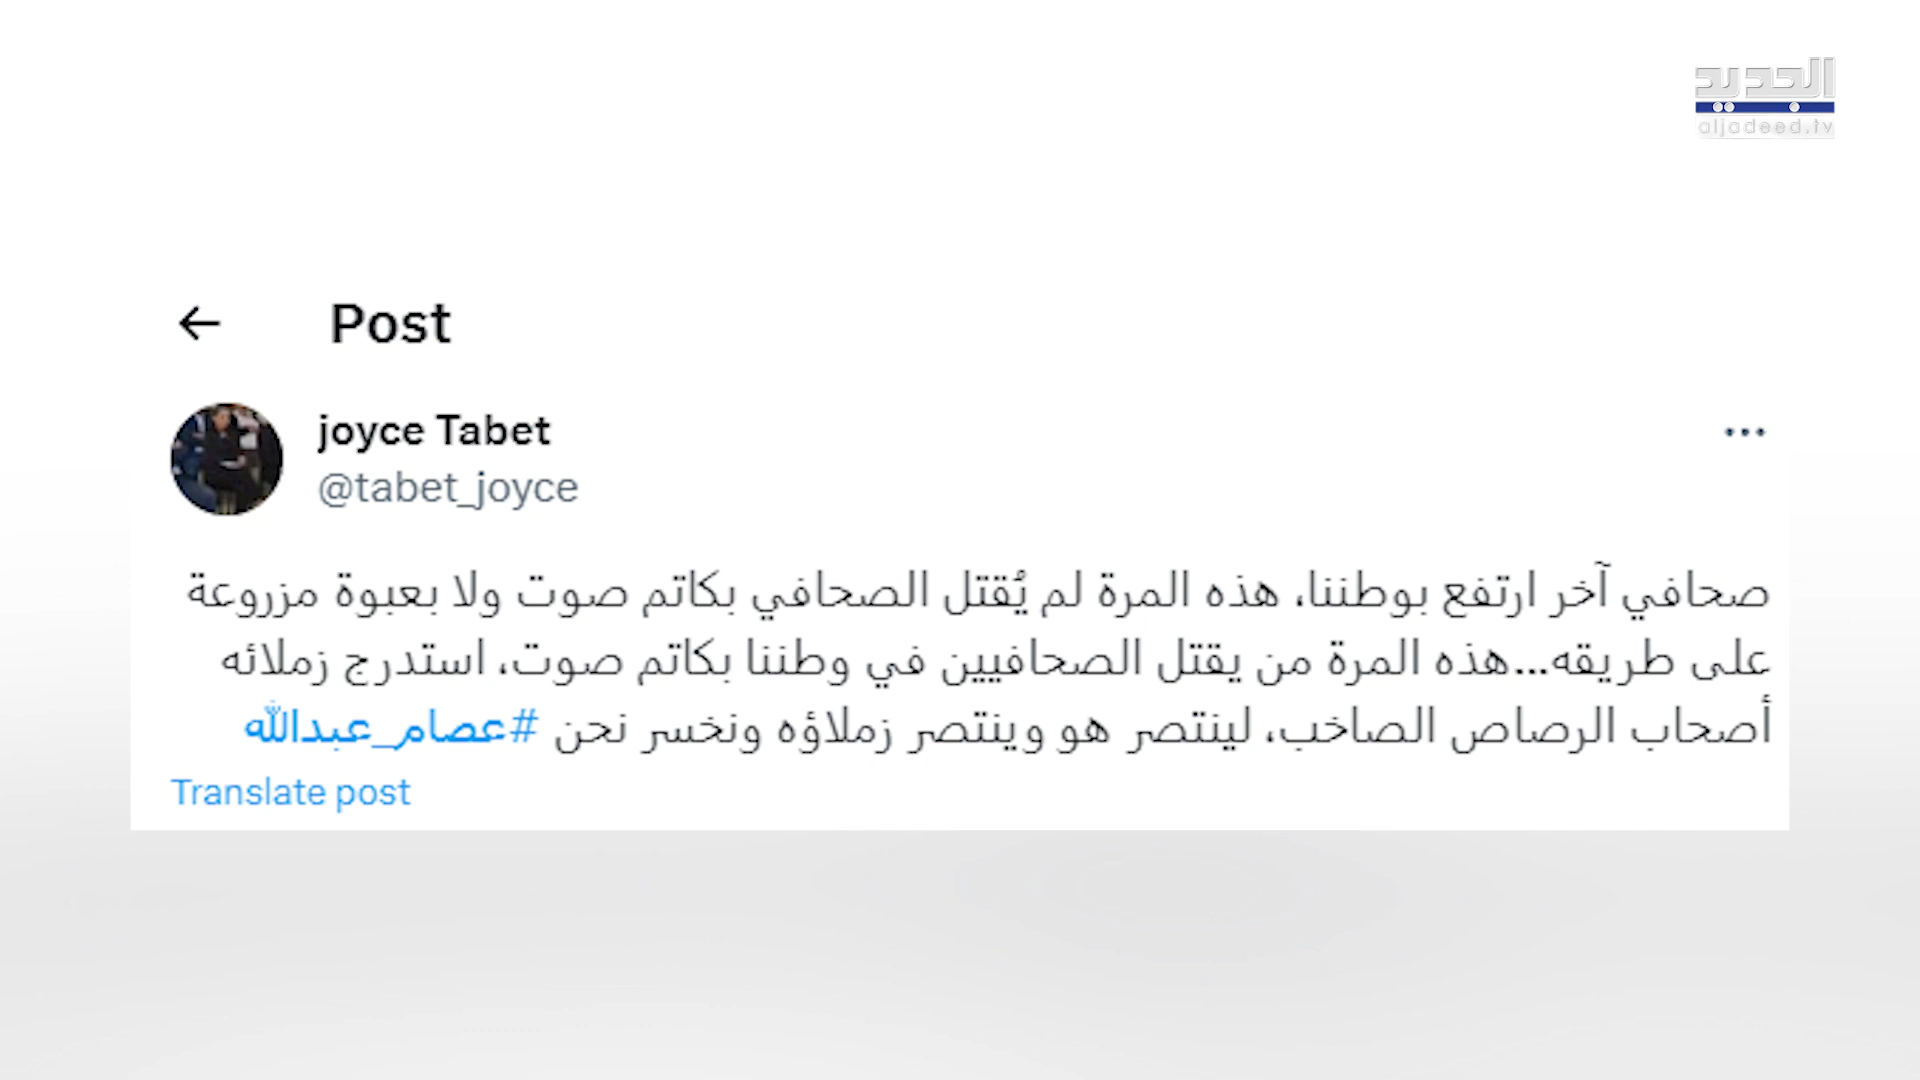 الجديد
aljadeed.tv
← Post
joyce Tabet
@tabet_joyce
صحافي آخر ارتفع بوطننا، هذه المرة لم يُقتل الصحافي بكاتم صوت ولا بعبوة مزروعة
على طريقه...هذه المرة من يقتل الصحافيين في وطننا بكاتم صوت، استدرج زملائه
أصحاب الرصاص الصاخب، لينتصر هو وينتصر زملاؤه ونخسر نحن #عصام_عبدالله
Translate post